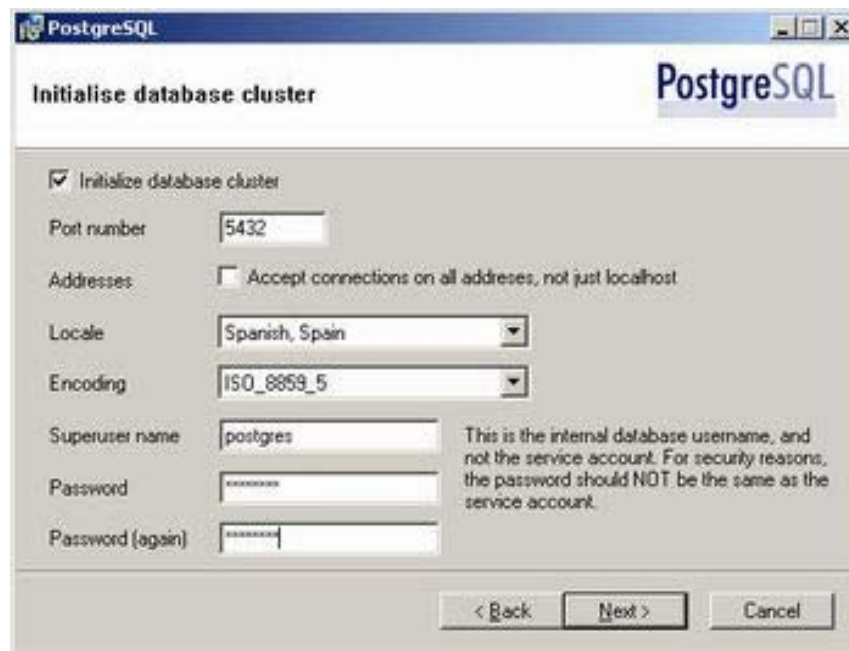 PostgreSQL
Initialise database cluster
PostgreSQL
Initialize database cluster
Port number 5432
Addresses Accept connections on all addreses, not just localhost
Locale Spanish, Spain
Encoding ISO_8859_5
Superuser name postgres
This is the internal database username, and
not the service account. For security reasons,
the password should NOT be the same as the
service account.
Password ********
Password (again) ********
< Back
Next >
Cancel